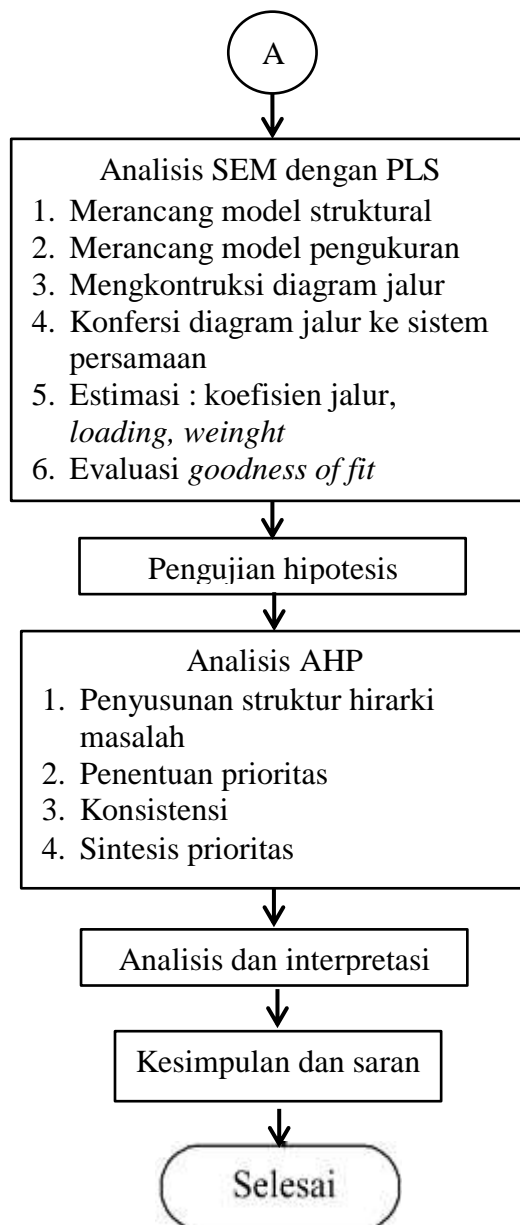 A
Analisis SEM dengan PLS
1. Merancang model struktural
2. Merancang model pengukuran
3. Mengkontruksi diagram jalur
4. Konfersi diagram jalur ke sistem
persamaan
5. Estimasi : koefisien jalur,
loading, weinght
6. Evaluasi goodness of fit
Pengujian hipotesis
Analisis AHP
1. Penyusunan struktur hirarki
masalah
2. Penentuan prioritas
3. Konsistensi
4. Sintesis prioritas
Analisis dan interpretasi
Kesimpulan dan saran
Selesai